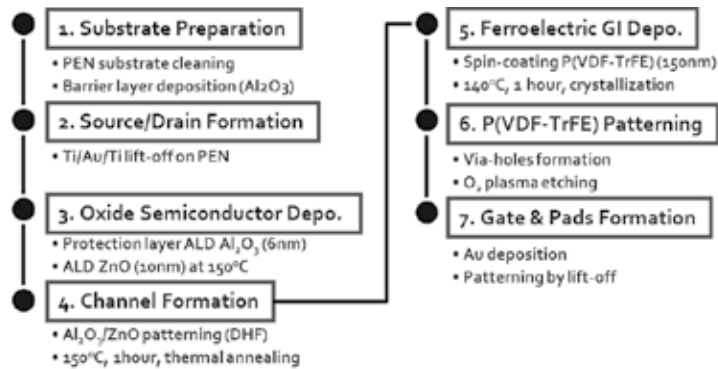 1. Substrate Preparation
• PEN substrate cleaning
• Barrier layer deposition (Al2O3)
2. Source/Drain Formation
• Ti/Au/Ti lift-off on PEN
3. Oxide Semiconductor Depo.
• Protection layer ALD Al₂O₃ (6nm)
• ALD ZnO (10nm) at 150°C
4. Channel Formation
• Al₂O₃/ZnO patterning (DHF)
• 150°C, 1hour, thermal annealing
5. Ferroelectric GI Depo.
• Spin-coating P(VDF-TrFE) (150nm)
• 140°C, 1 hour, crystallization
6. P(VDF-TrFE) Patterning
• Via-holes formation
• O₂ plasma etching
7. Gate & Pads Formation
• Au deposition
• Patterning by lift-off